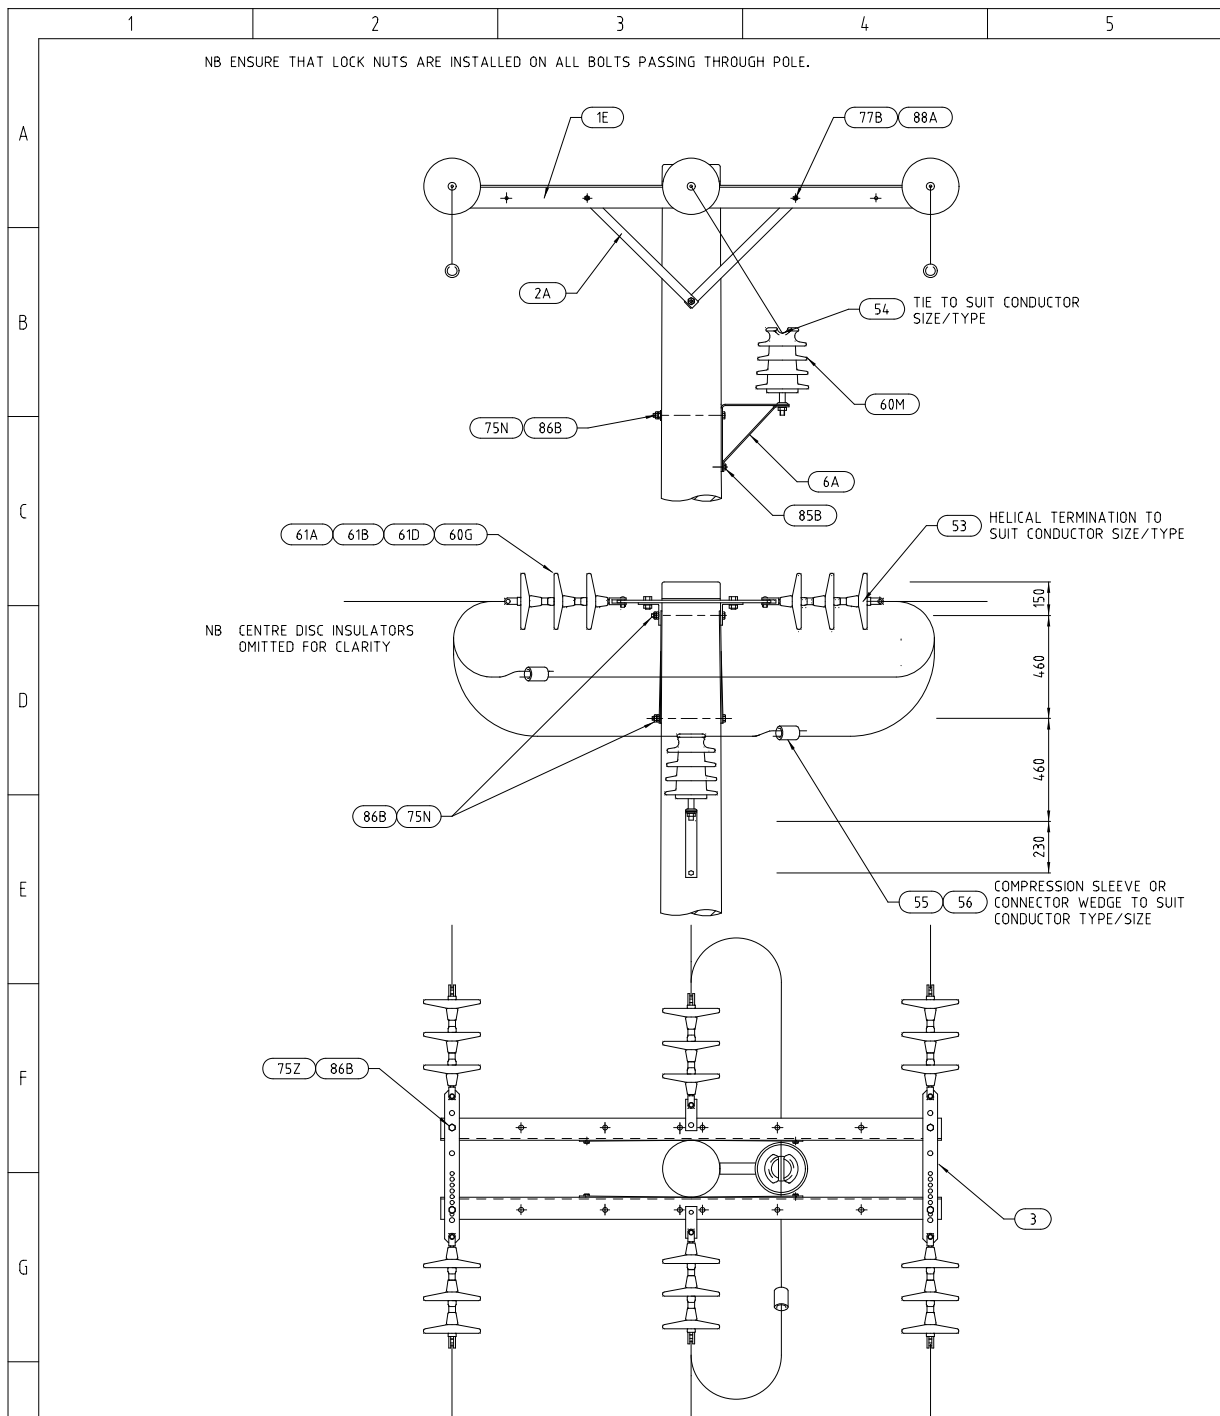 1 2 3 4 5
NB ENSURE THAT LOCK NUTS ARE INSTALLED ON ALL BOLTS PASSING THROUGH POLE.
A
1E
77B 88A
2A
B
54 TIE TO SUIT CONDUCTOR
SIZE/TYPE
60M
75N 86B
6A
C
85B
61A 61B 61D 60G
53 HELICAL TERMINATION TO
SUIT CONDUCTOR SIZE/TYPE
150
NB CENTRE DISC INSULATORS
OMITTED FOR CLARITY
460
D
460
86B 75N
230
E
55 56 COMPRESSION SLEEVE OR
CONNECTOR WEDGE TO SUIT
CONDUCTOR TYPE/SIZE
F
75Z 86B
3
G